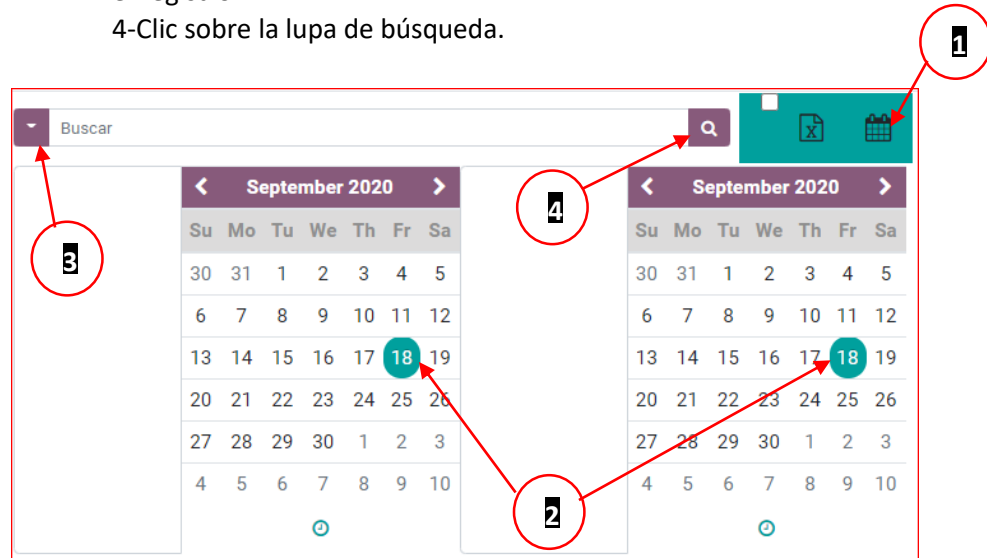 4-Clic sobre la lupa de búsqueda.
1
Buscar
X
4
3
September 2020
Su Mo Tu We Th Fr Sa
30 31 1 2 3 4 5
6 7 8 9 10 11 12
13 14 15 16 17 18 19
20 21 22 23 24 25 26
27 28 29 30 1 2 3
4 5 6 7 8 9 10
September 2020
Su Mo Tu We Th Fr Sa
30 31 1 2 3 4 5
6 7 8 9 10 11 12
13 14 15 16 17 18 19
20 21 22 23 24 25 26
27 28 29 30 1 2 3
4 5 6 7 8 9 10
2